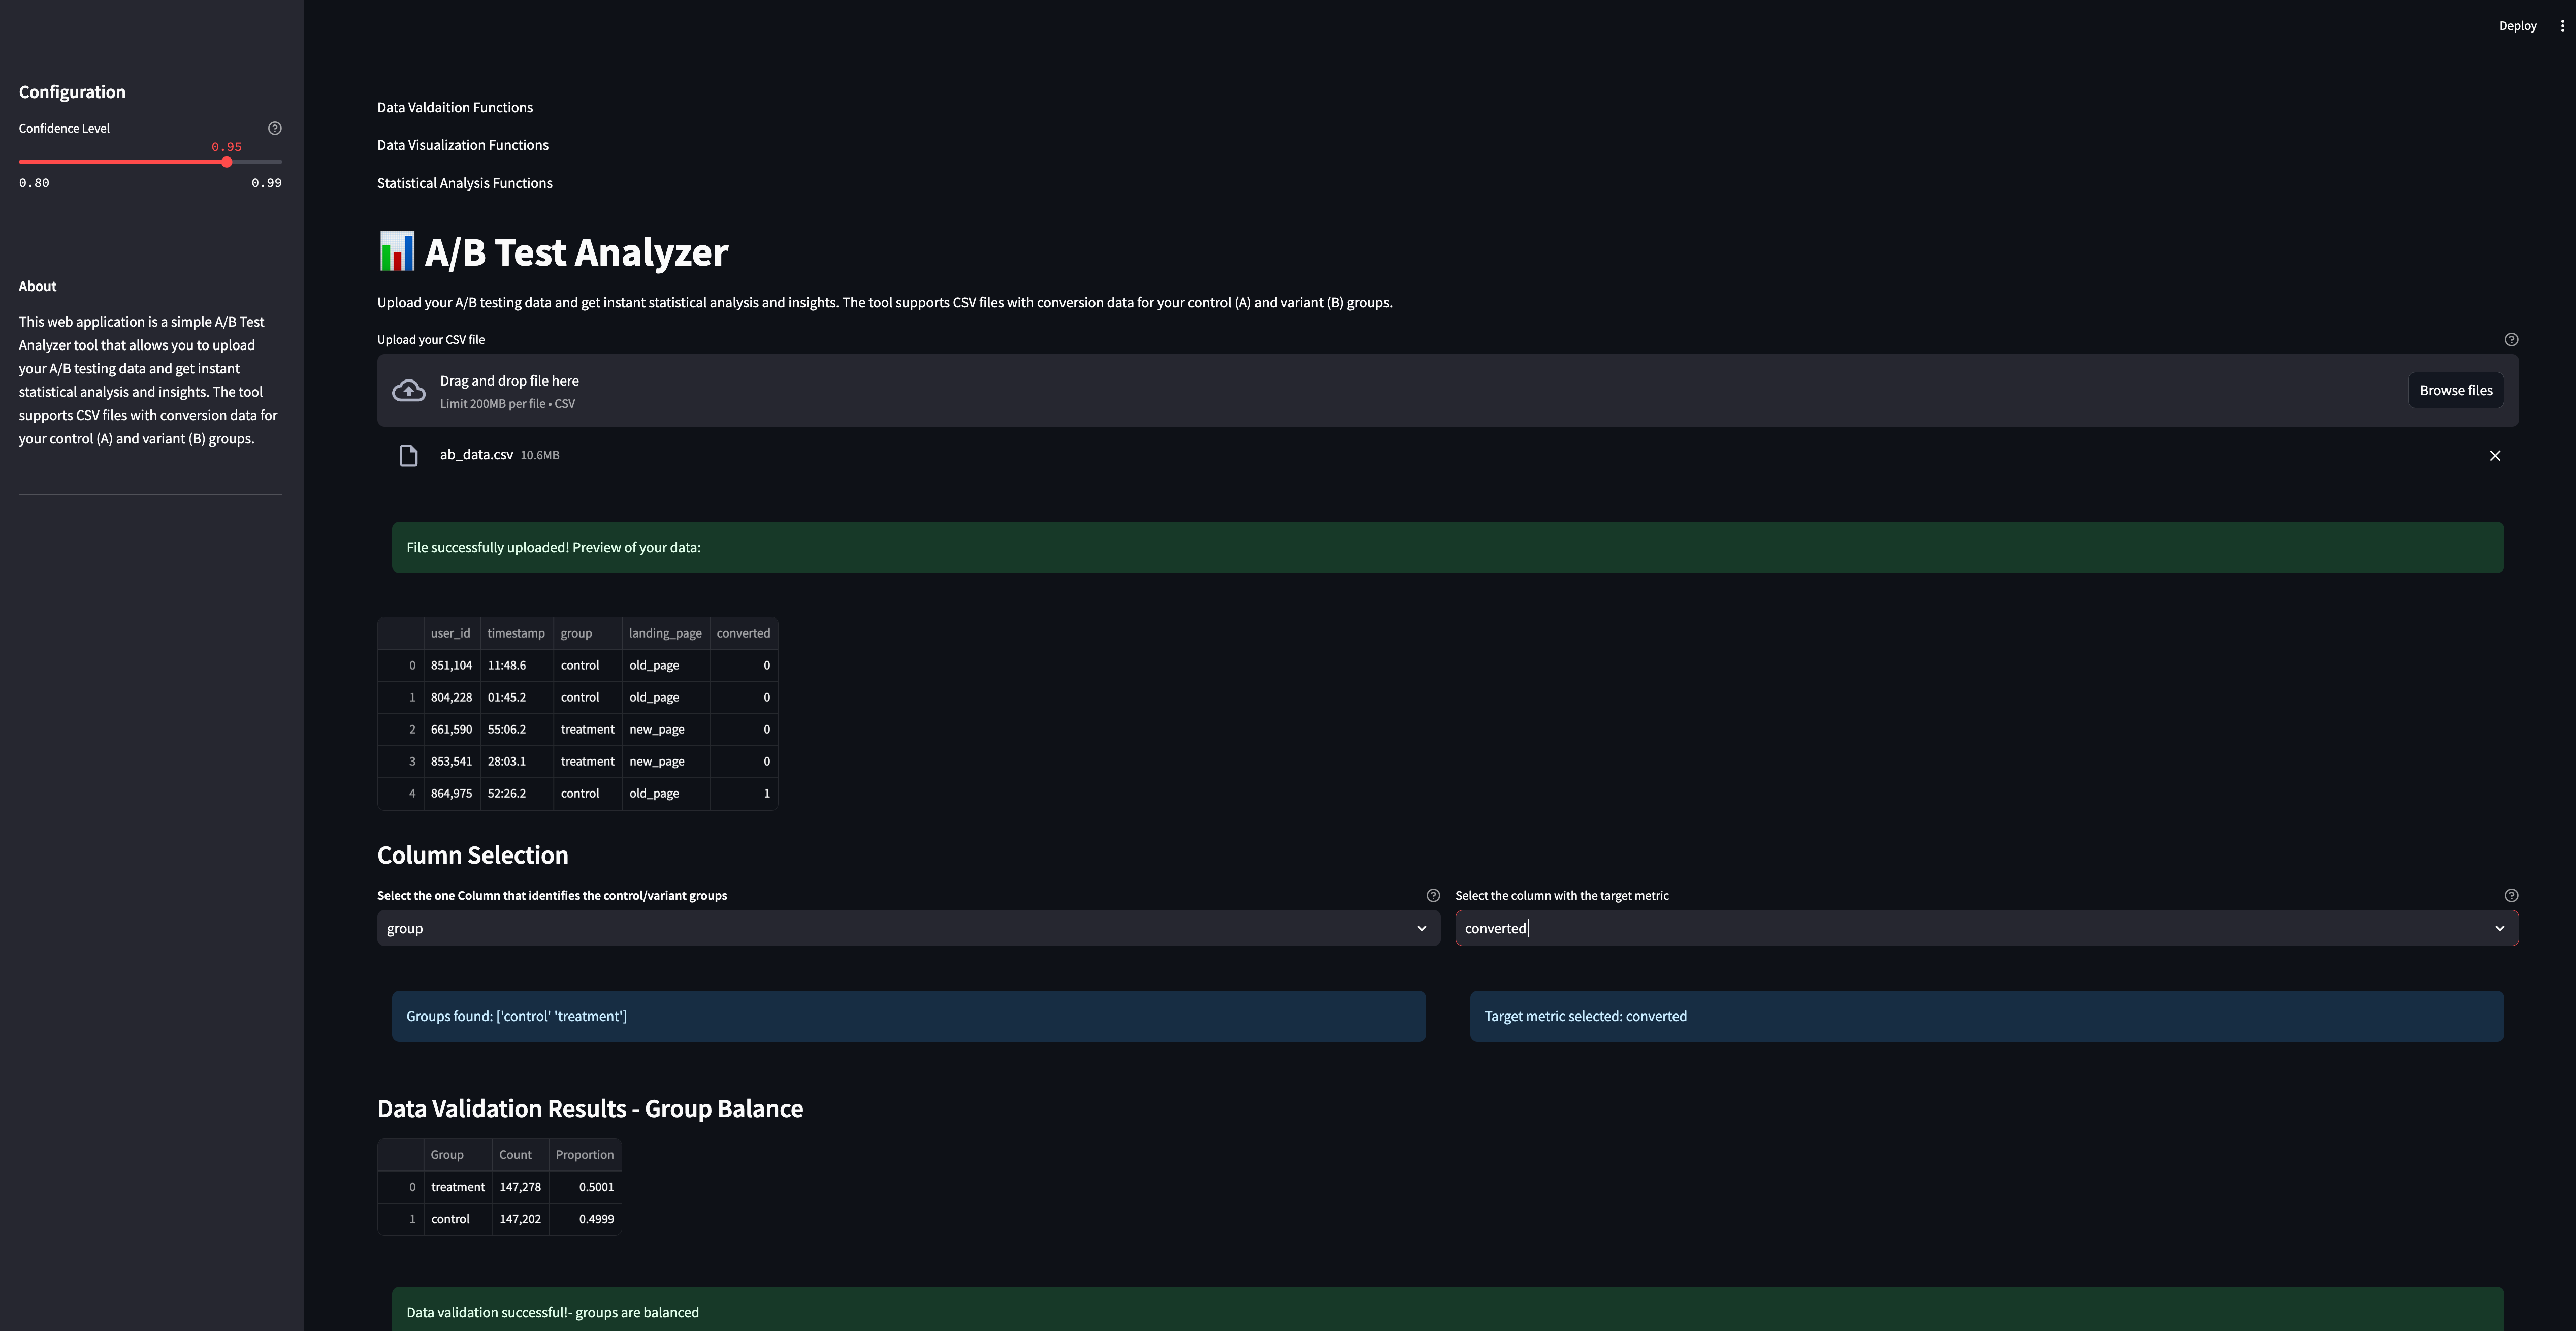 Deploy
Configuration
Confidence Level
0.95
0.80 0.99
About
This web application is a simple A/B Test
Analyzer tool that allows you to upload
your A/B testing data and get instant
statistical analysis and insights. The tool
supports CSV files with conversion data for
your control (A) and variant (B) groups.
Data Valdaition Functions
Data Visualization Functions
Statistical Analysis Functions
A/B Test Analyzer
Upload your A/B testing data and get instant statistical analysis and insights. The tool supports CSV files with conversion data for your control (A) and variant (B) groups.
Upload your CSV file
Drag and drop file here
Limit 200MB per file • CSV
Browse files
ab_data.csv 10.6MB
File successfully uploaded! Preview of your data:
user_id timestamp group landing_page converted
0 851,104 11:48.6 control old_page 0
1 804,228 01:45.2 control old_page 0
2 661,590 55:06.2 treatment new_page 0
3 853,541 28:03.1 treatment new_page 0
4 864,975 52:26.2 control old_page 1
Column Selection
Select the one Column that identifies the control/variant groups
group
Select the column with the target metric
converted
Groups found: ['control' 'treatment']
Target metric selected: converted
Data Validation Results - Group Balance
Group Count Proportion
0 treatment 147,278 0.5001
1 control 147,202 0.4999
Data validation successful!- groups are balanced